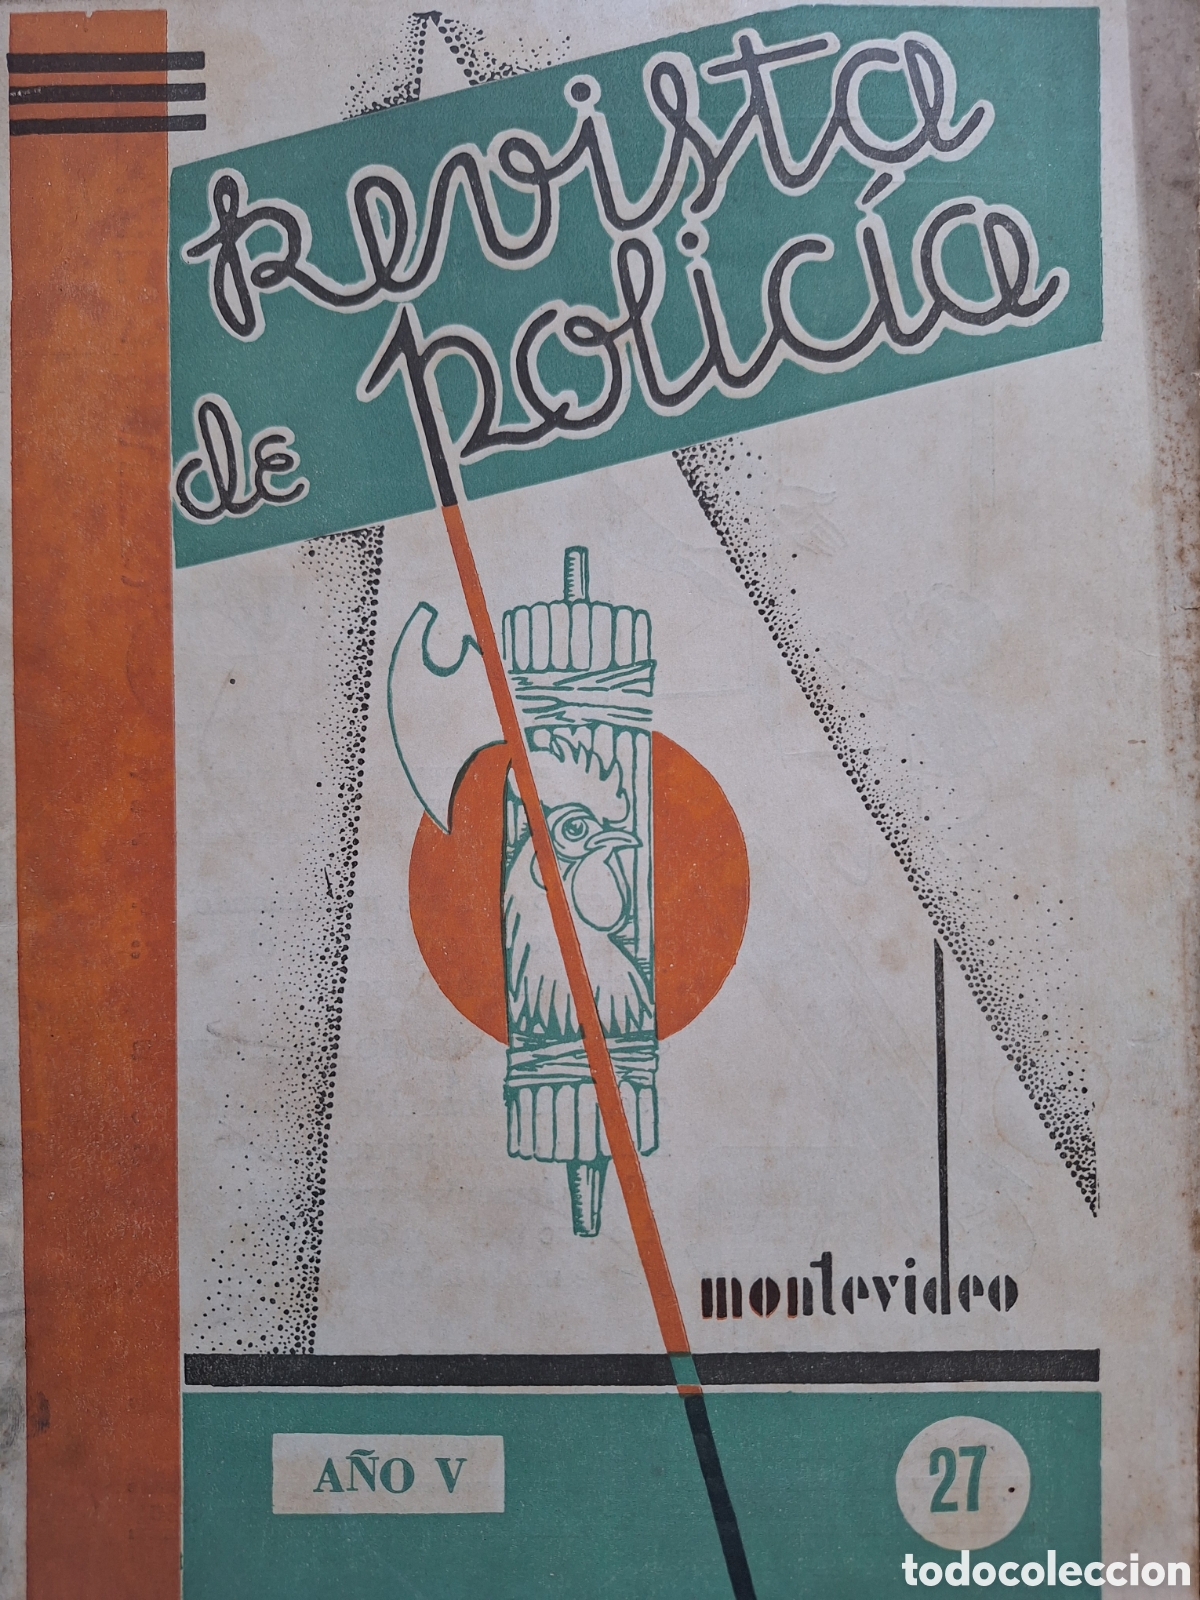 Revista
de policía
montevideo
AÑO V
27
todocoleccion